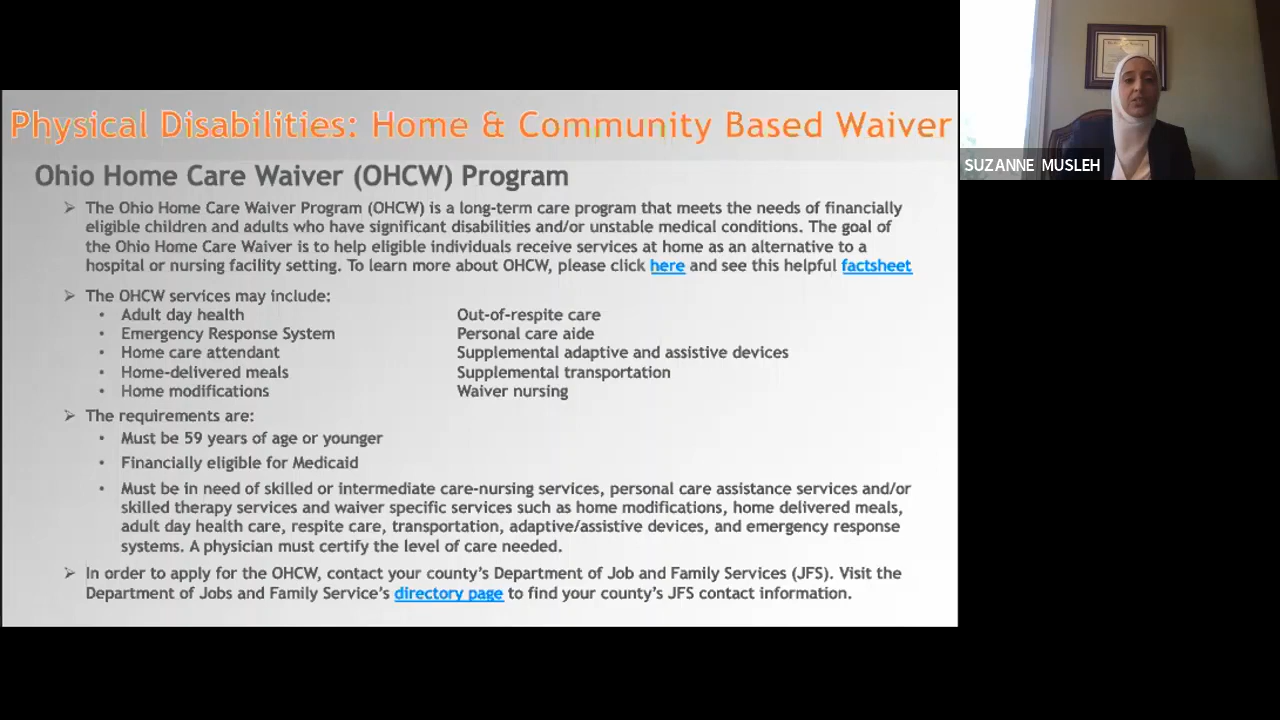 Physical Disabilities: Home & Community Based Waiver
SUZANNE MUSLEH
Ohio Home Care Waiver (OHCW) Program
➢ The Ohio Home Care Waiver Program (OHCW) is a long-term care program that meets the needs of financially
eligible children and adults who have significant disabilities and/or unstable medical conditions. The goal of
the Ohio Home Care Waiver is to help eligible individuals receive services at home as an alternative to a
hospital or nursing facility setting. To learn more about OHCW, please click here and see this helpful factsheet
➢ The OHCW services may include:
• Adult day health Out-of-respite care
• Emergency Response System Personal care aide
• Home care attendant Supplemental adaptive and assistive devices
• Home-delivered meals Supplemental transportation
• Home modifications Waiver nursing
➢ The requirements are:
• Must be 59 years of age or younger
• Financially eligible for Medicaid
• Must be in need of skilled or intermediate care-nursing services, personal care assistance services and/or
skilled therapy services and waiver specific services such as home modifications, home delivered meals,
adult day health care, respite care, transportation, adaptive/assistive devices, and emergency response
systems. A physician must certify the level of care needed.
➢ In order to apply for the OHCW, contact your county's Department of Job and Family Services (JFS). Visit the
Department of Jobs and Family Service's directory page to find your county's JFS contact information.